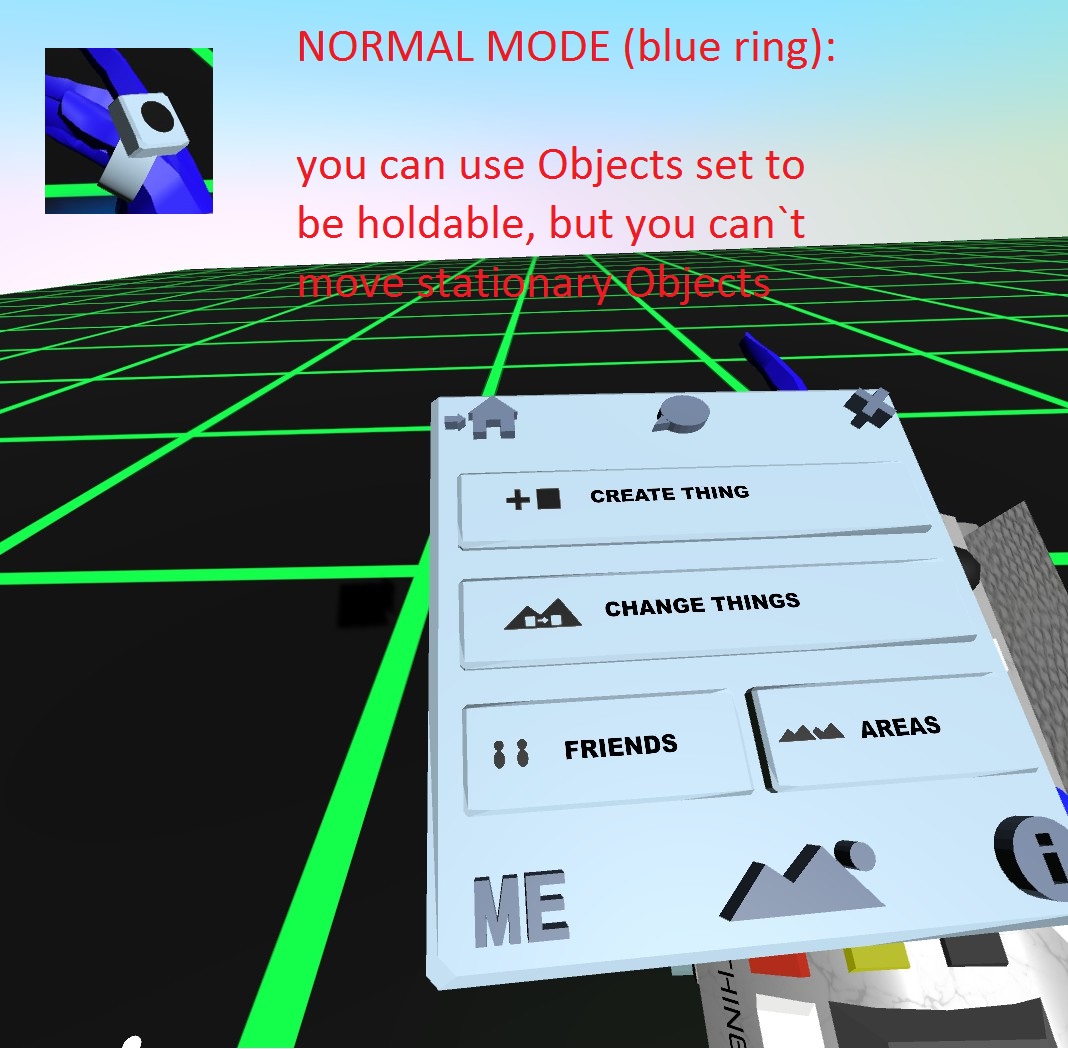 NORMAL MODE (blue ring):
you can use Objects set to
be holdable, but you can`t
move stationary Objects
CREATE THING
CHANGE THINGS
FRIENDS
AREAS
ME
i